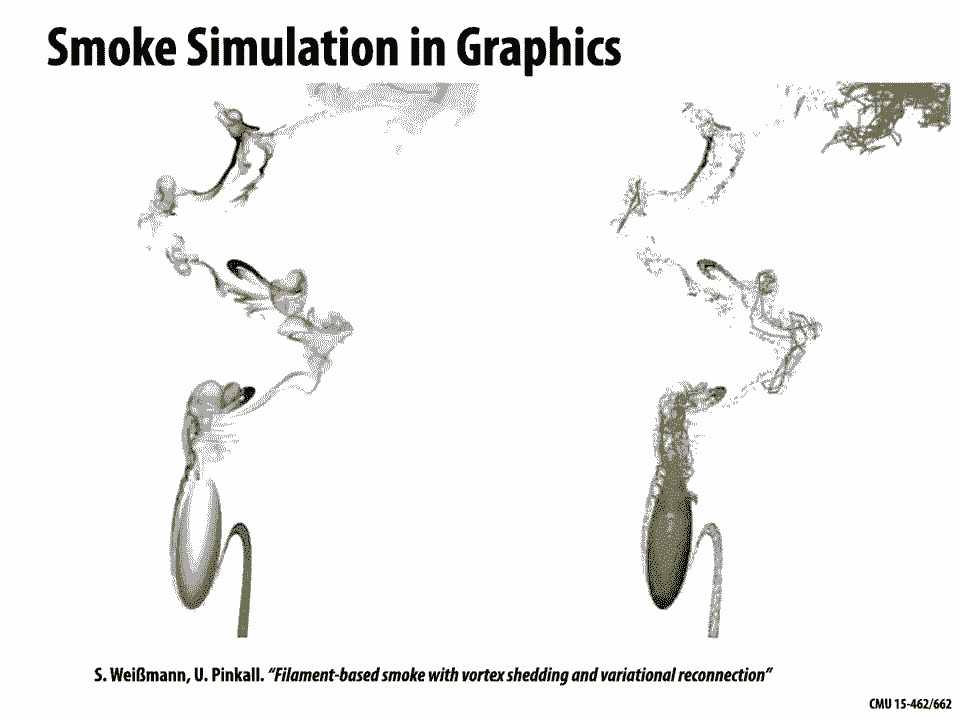 Smoke Simulation in Graphics
S. Weißmann, U. Pinkall. “Filament-based smoke with vortex shedding and variational reconnection”
CMU 15-462/662